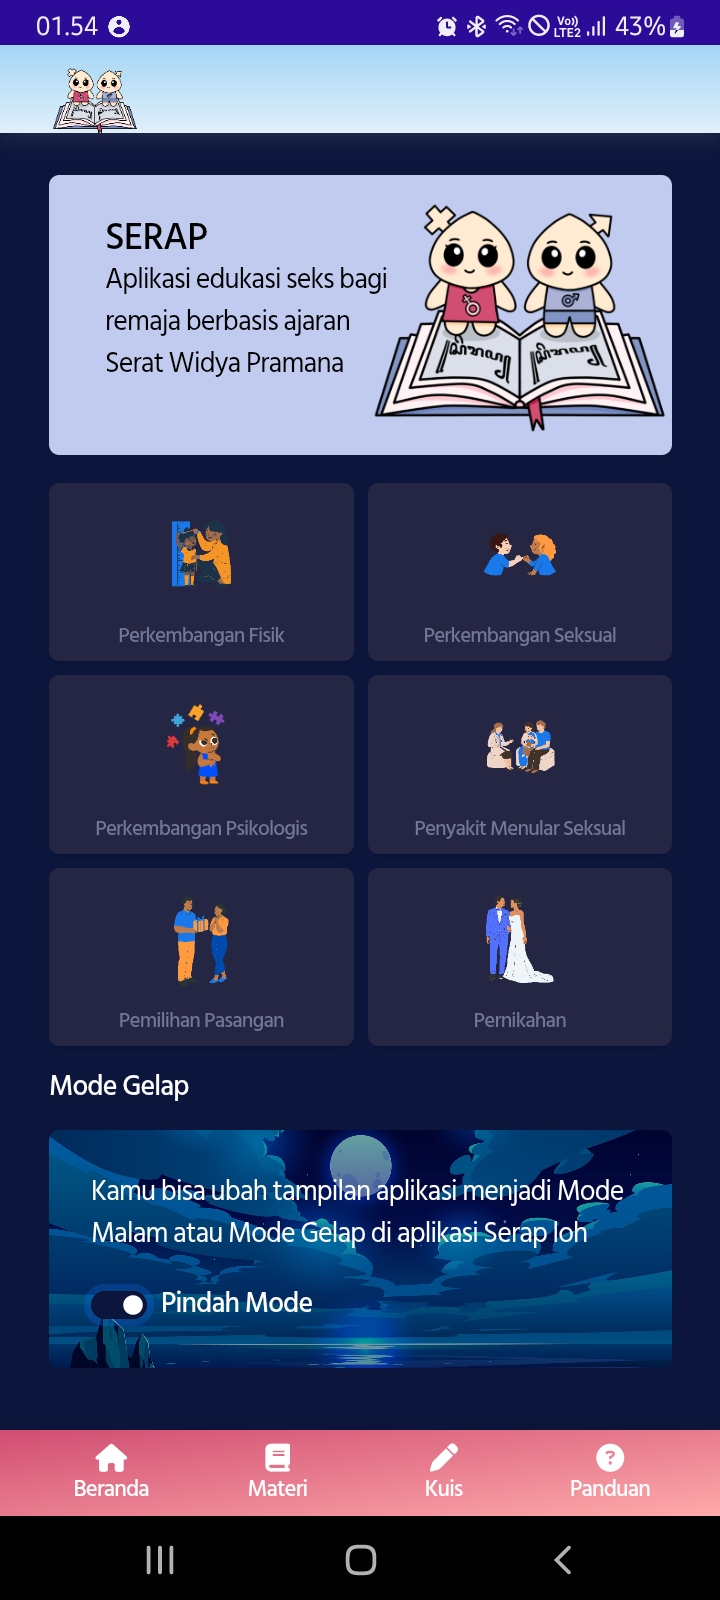 01.54
Vo))
LTE2
43%
SERAP
Aplikasi edukasi seks bagi
remaja berbasis ajaran
Serat Widya Pramana
Perkembangan Fisik
Perkembangan Seksual
Perkembangan Psikologis
Penyakit Menular Seksual
Pemilihan Pasangan
Pernikahan
Mode Gelap
Kamu bisa ubah tampilan aplikasi menjadi Mode
Malam atau Mode Gelap di aplikasi Serap loh
Pindah Mode
Beranda
Materi
Kuis
Panduan